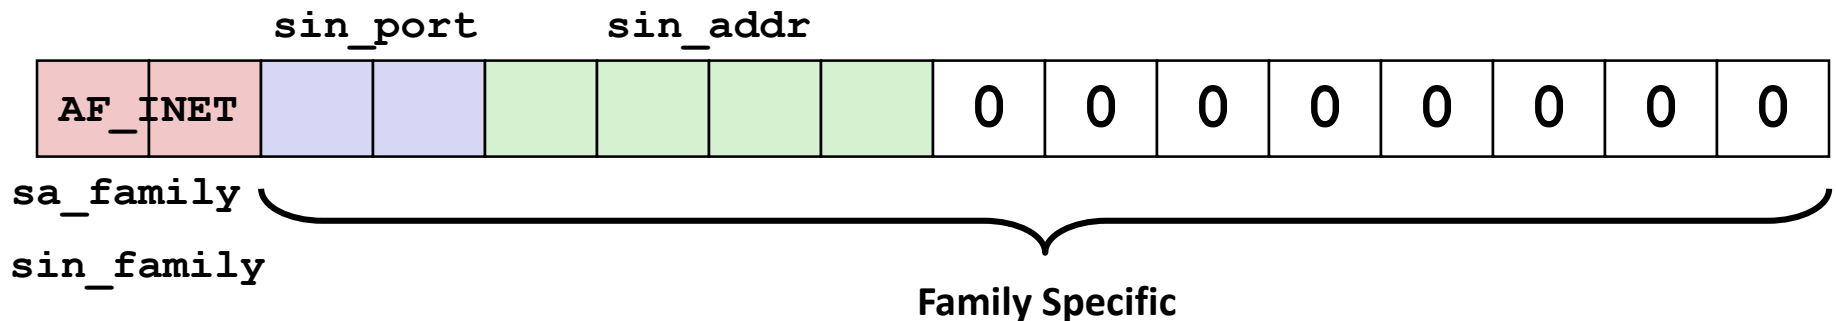 sin_port sin_addr
AF_INET 0 0 0 0 0 0 0 0
sa_family
sin_family
Family Specific